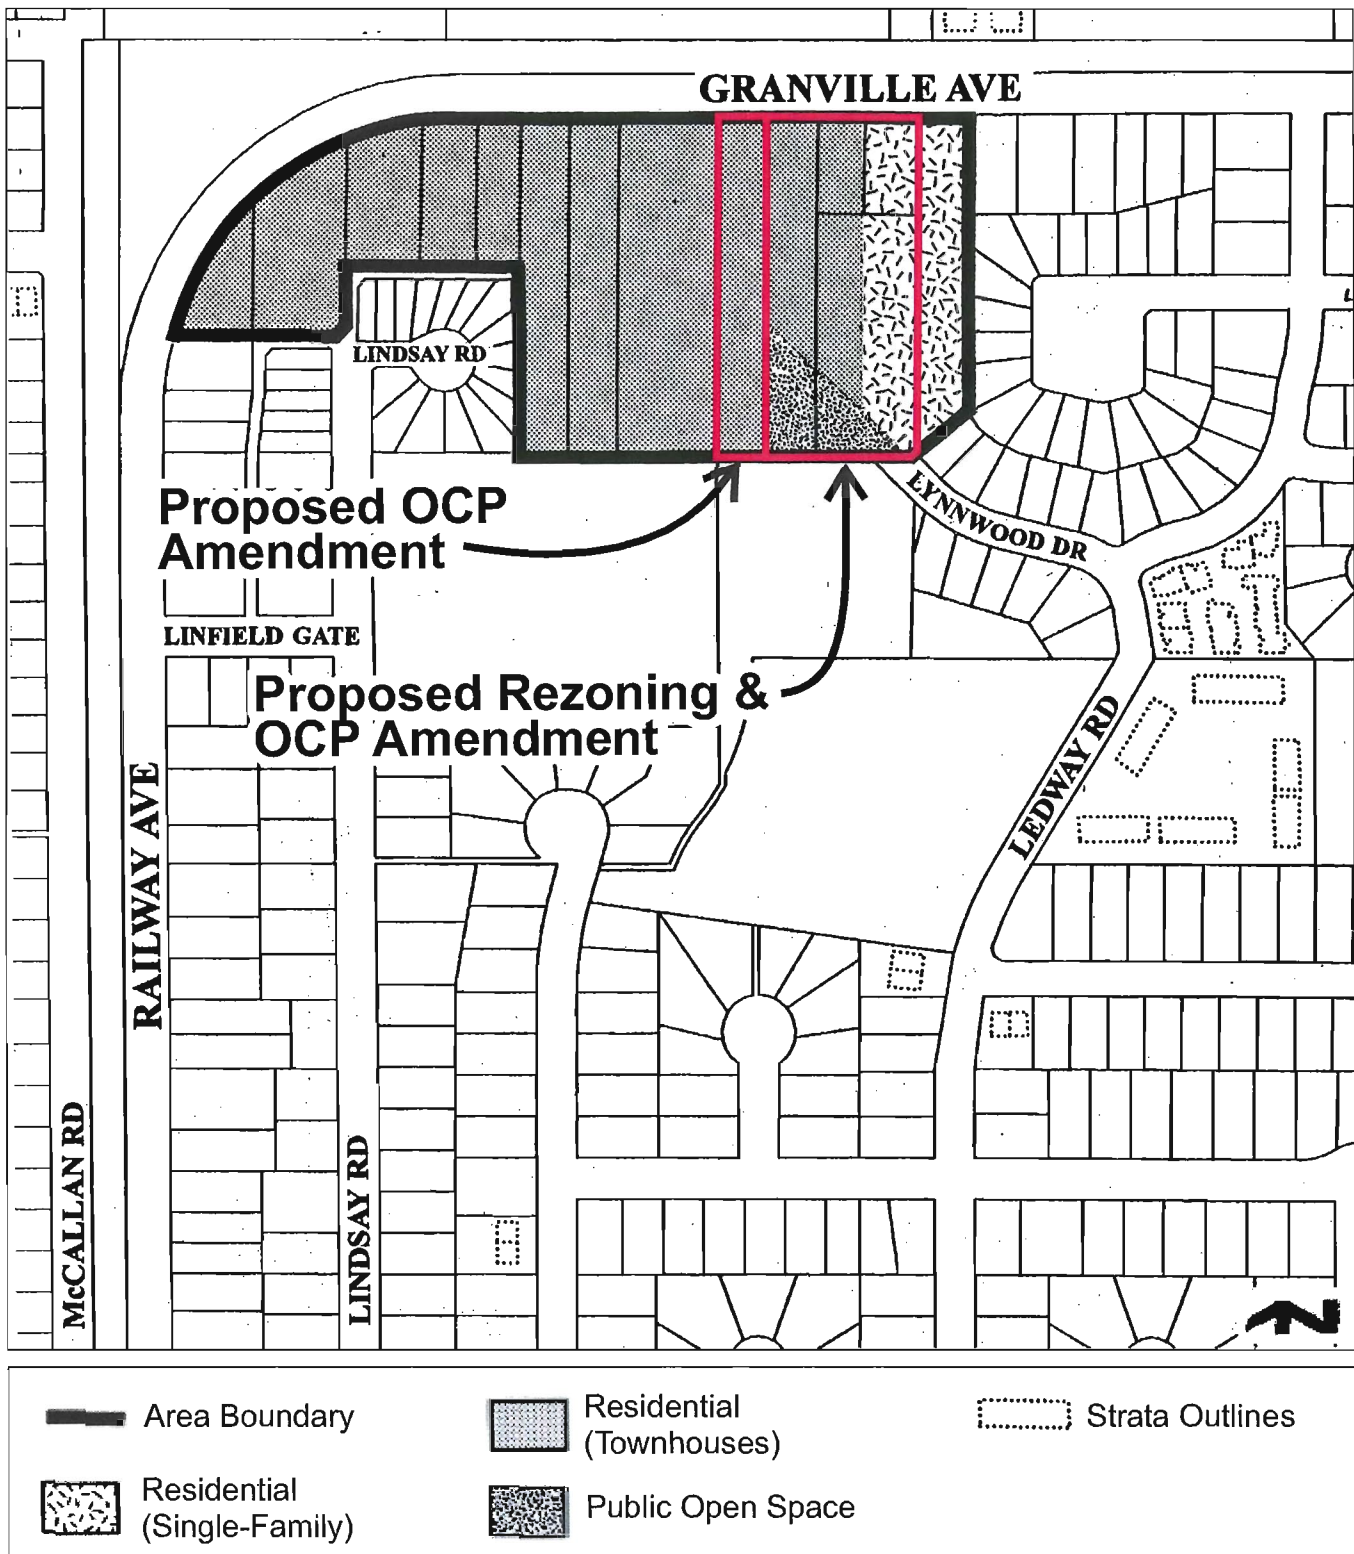 GRANVILLE AVE
LINDSAY RD
Proposed OCP
Amendment
LYNNWOOD DR
LINFIELD GATE
Proposed Rezoning &
OCP Amendment
LEDWAY RD
RAILWAY AVE
McCALLAN RD
LINDSAY RD
N
Area Boundary
Residential
(Townhouses)
Strata Outlines
Residential
(Single-Family)
Public Open Space